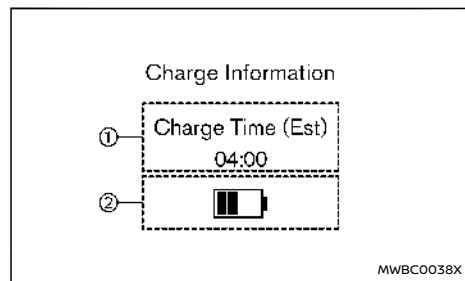 Charge Information
① Charge Time (Est)
04:00
②
MWBC0038X